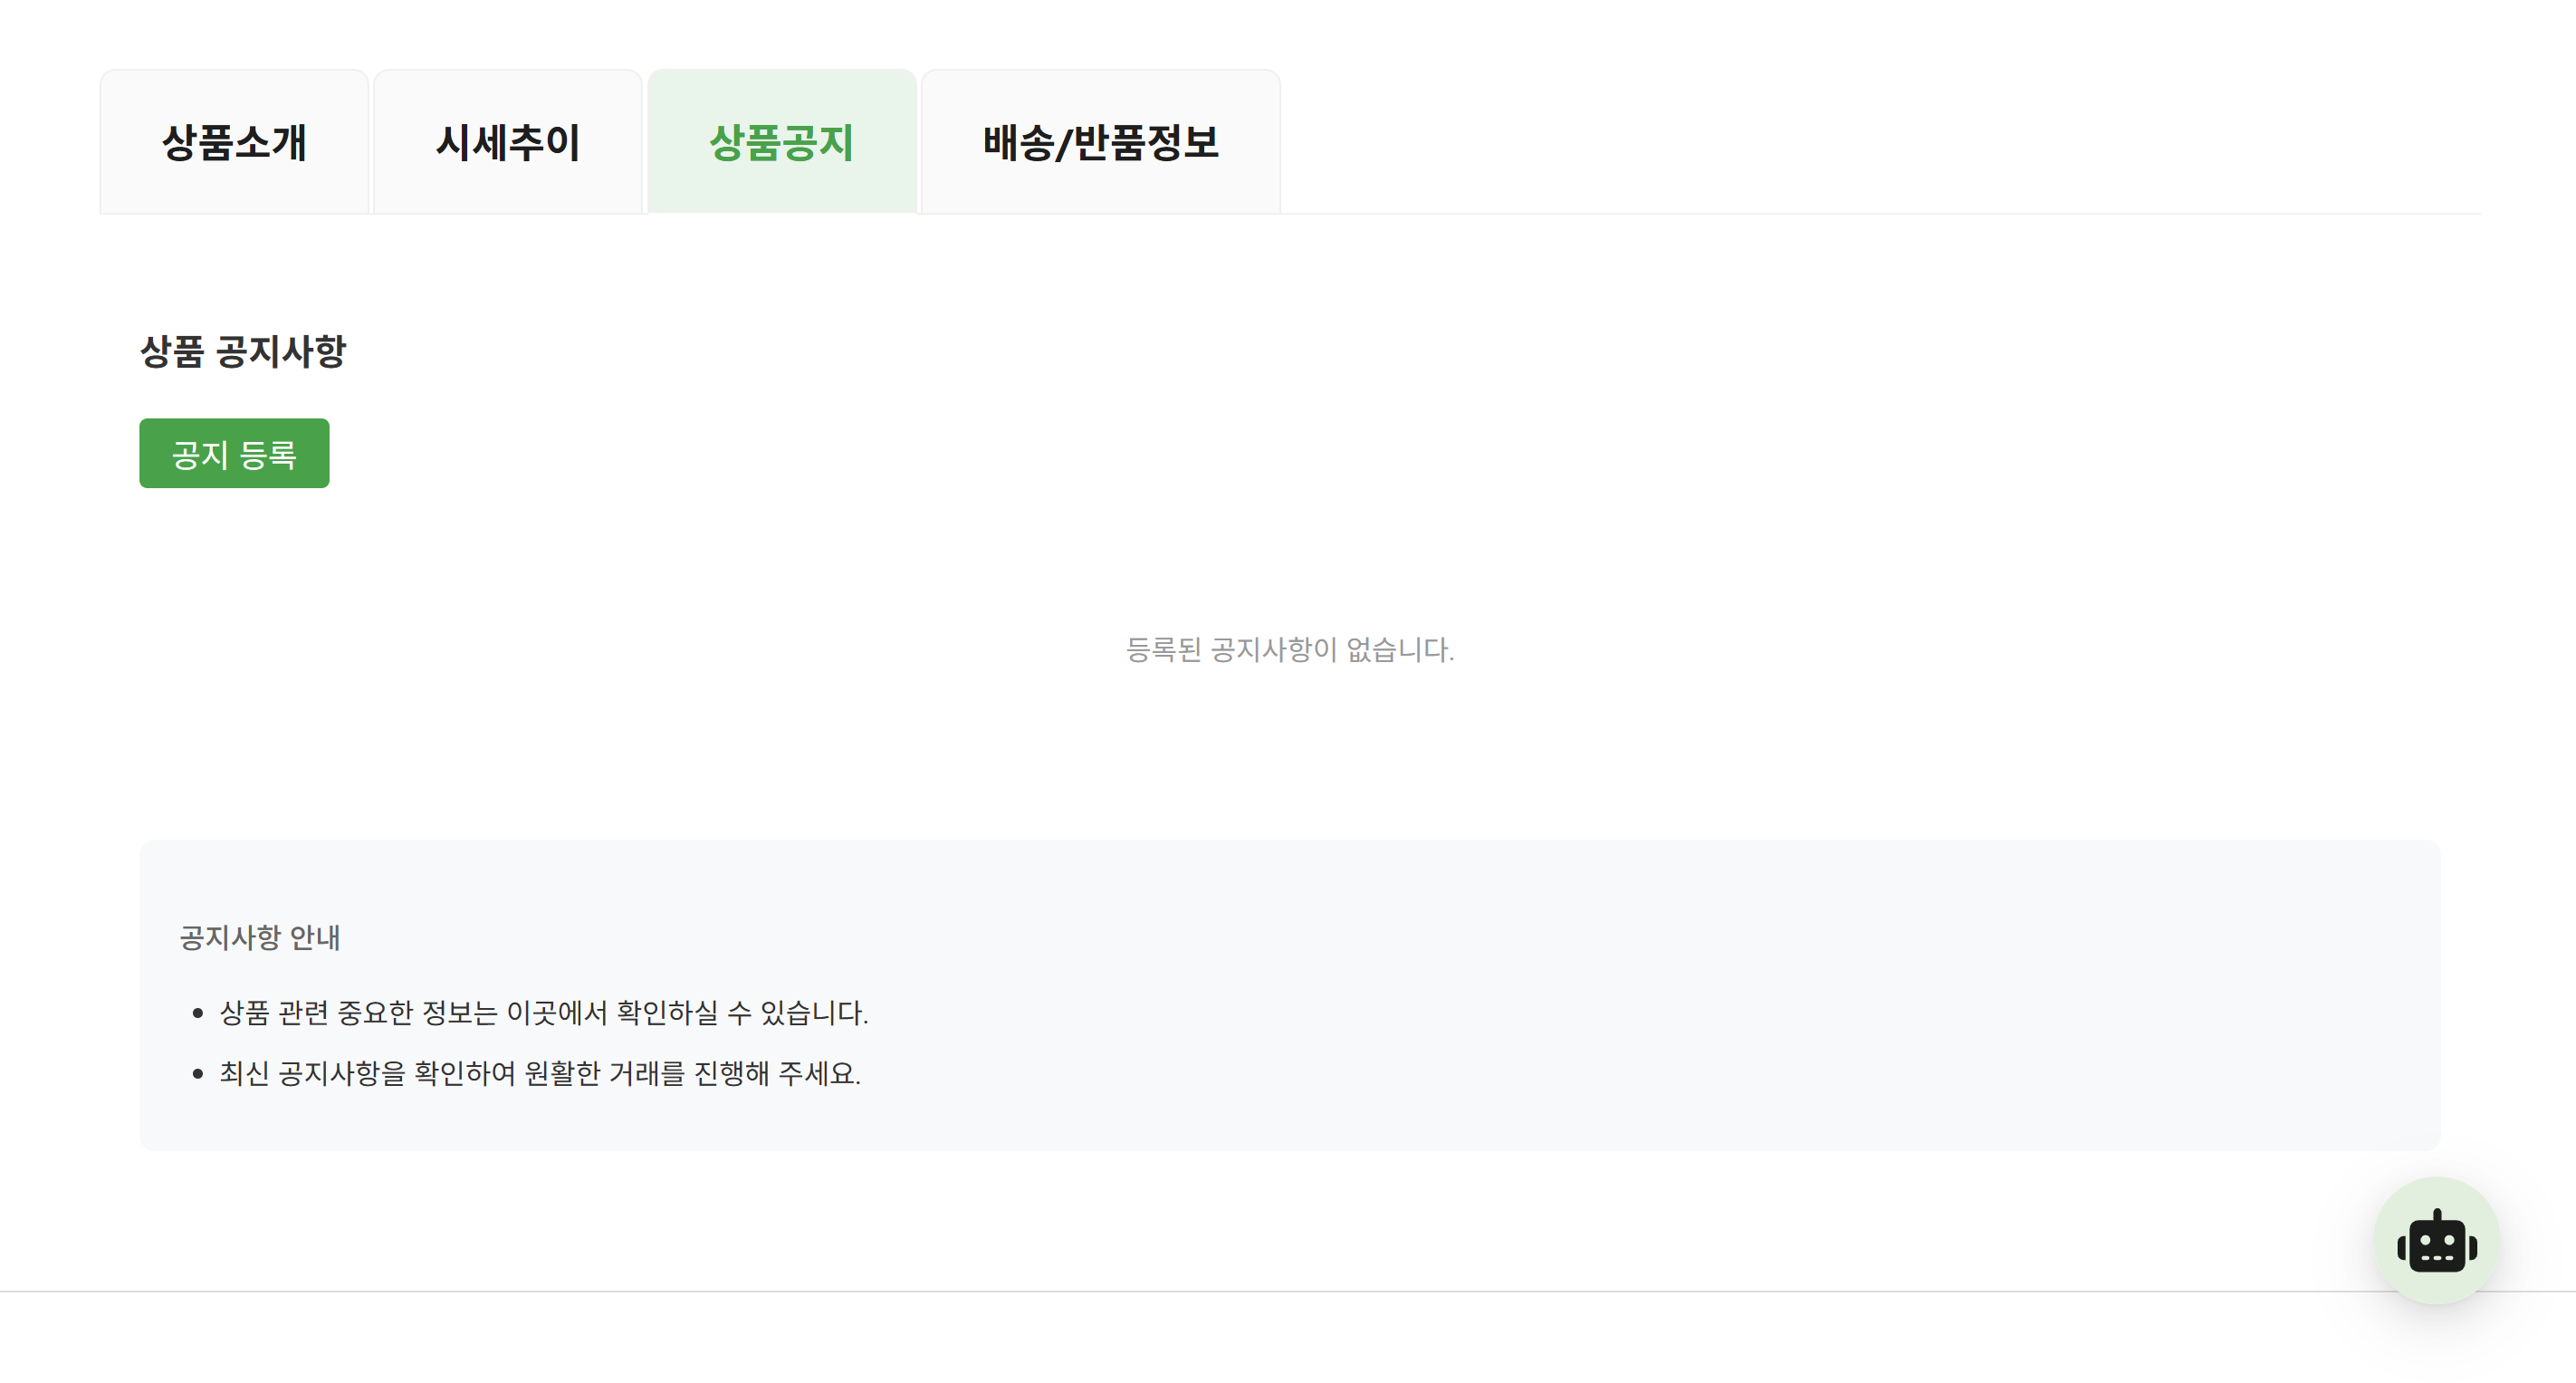 상품소개
시세추이
상품공지
배송/반품정보
상품 공지사항
공지 등록
등록된 공지사항이 없습니다.
공지사항 안내
상품 관련 중요한 정보는 이곳에서 확인하실 수 있습니다.
최신 공지사항을 확인하여 원활한 거래를 진행해 주세요.